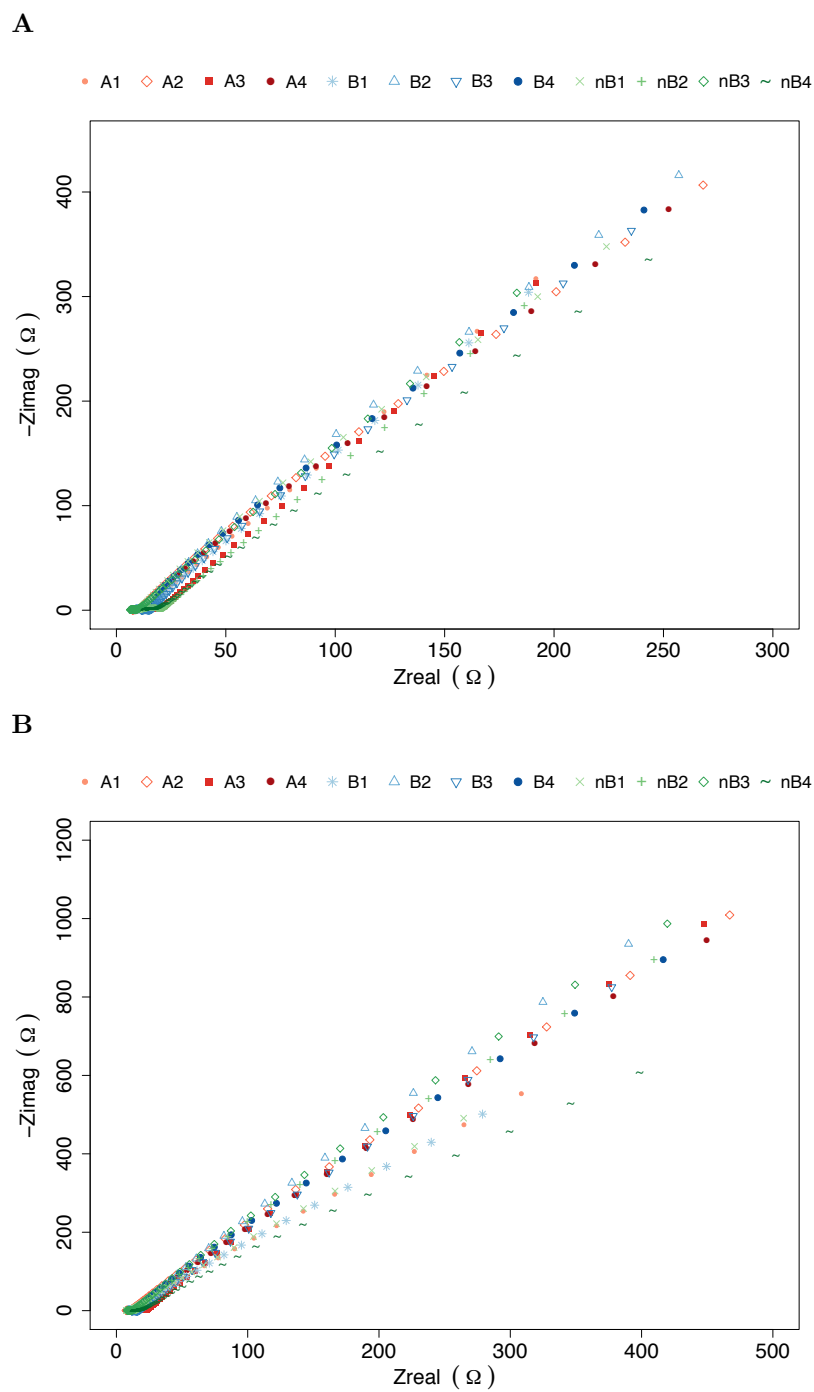 A
A1 A2 A3 A4 B1 B2 B3 B4 nB1 nB2 nB3 nB4
400
300
200
100
0
−Zimag ( Ω )
0 50 100 150 200 250 300
Zreal ( Ω )
B
A1 A2 A3 A4 B1 B2 B3 B4 nB1 nB2 nB3 nB4
1200
1000
800
600
400
200
0
−Zimag ( Ω )
0 100 200 300 400 500
Zreal ( Ω )